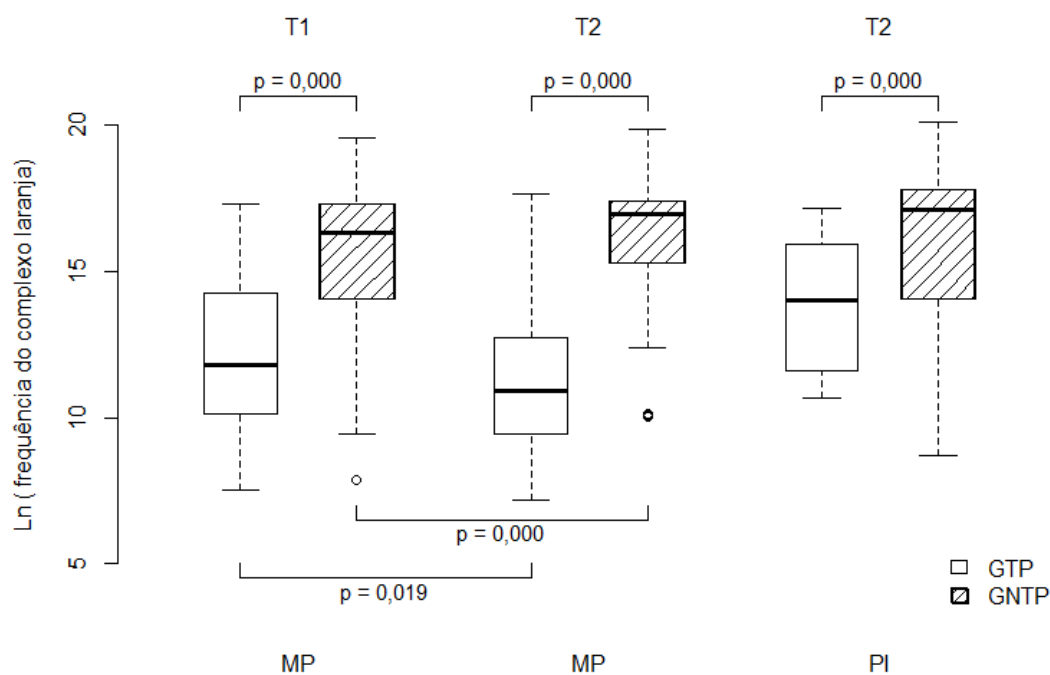 T1 T2 T2
p = 0,000 p = 0,000 p = 0,000
Ln ( frequência do complexo laranja)
20
15
10
5
p = 0,000
p = 0,019
GTP
GNTP
MP MP PI